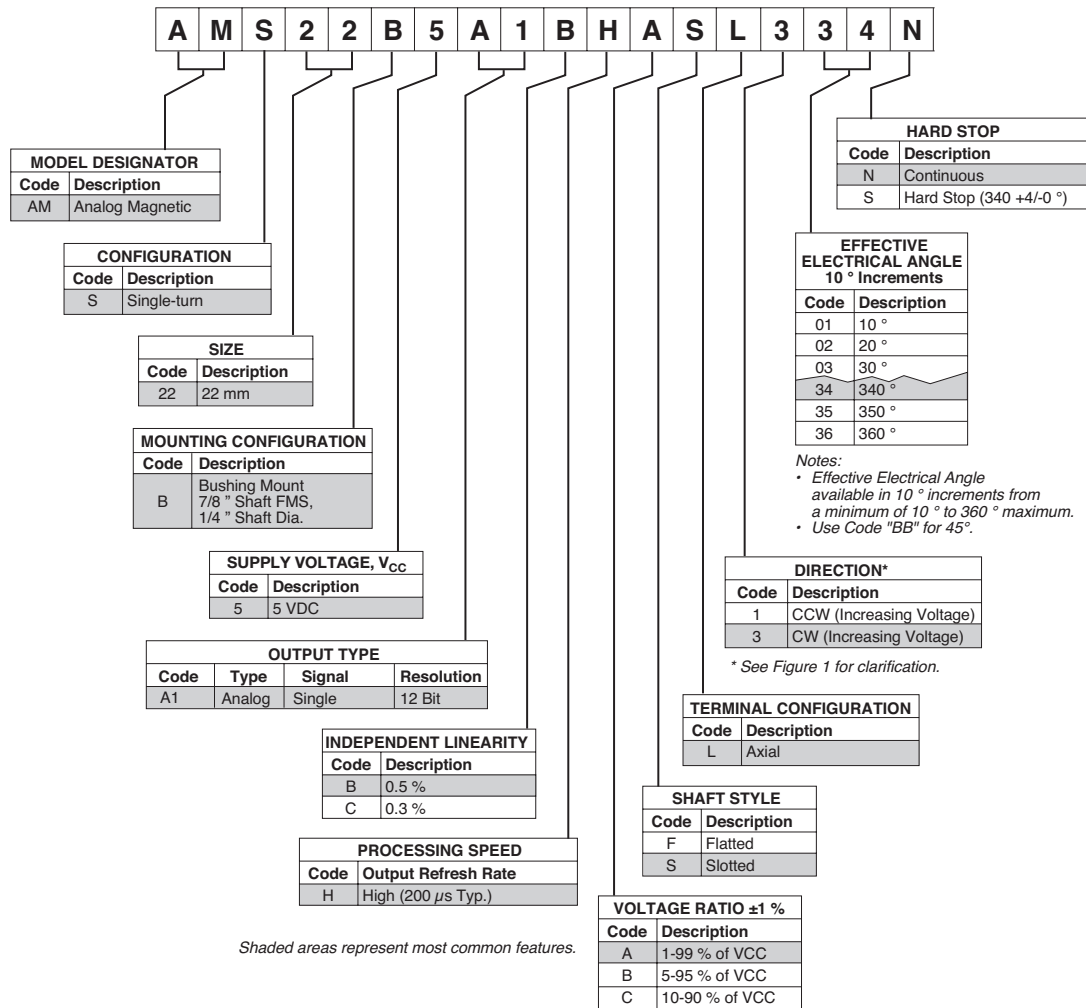 A M S 2 2 B 5 A 1 B H A S L 3 3 4 N
HARD STOP
Code Description
N Continuous
S Hard Stop (340 +4/-0 °)
MODEL DESIGNATOR
Code Description
AM Analog Magnetic
EFFECTIVE
ELECTRICAL ANGLE
10 ° Increments
Code Description
01 10 °
02 20 °
03 30 °
34 340 °
35 350 °
36 360 °
Notes:
• Effective Electrical Angle
available in 10 ° increments from
a minimum of 10 ° to 360 ° maximum.
• Use Code "BB" for 45°.
CONFIGURATION
Code Description
S Single-turn
SIZE
Code Description
22 22 mm
MOUNTING CONFIGURATION
Code Description
B Bushing Mount
7/8 " Shaft FMS,
1/4 " Shaft Dia.
SUPPLY VOLTAGE, VCC
Code Description
5 5 VDC
DIRECTION*
Code Description
1 CCW (Increasing Voltage)
3 CW (Increasing Voltage)
* See Figure 1 for clarification.
OUTPUT TYPE
Code Type Signal Resolution
A1 Analog Single 12 Bit
TERMINAL CONFIGURATION
Code Description
L Axial
INDEPENDENT LINEARITY
Code Description
B 0.5 %
C 0.3 %
SHAFT STYLE
Code Description
F Flatted
S Slotted
PROCESSING SPEED
Code Output Refresh Rate
H High (200 µs Typ.)
VOLTAGE RATIO ±1 %
Code Description
A 1-99 % of VCC
B 5-95 % of VCC
C 10-90 % of VCC
Shaded areas represent most common features.